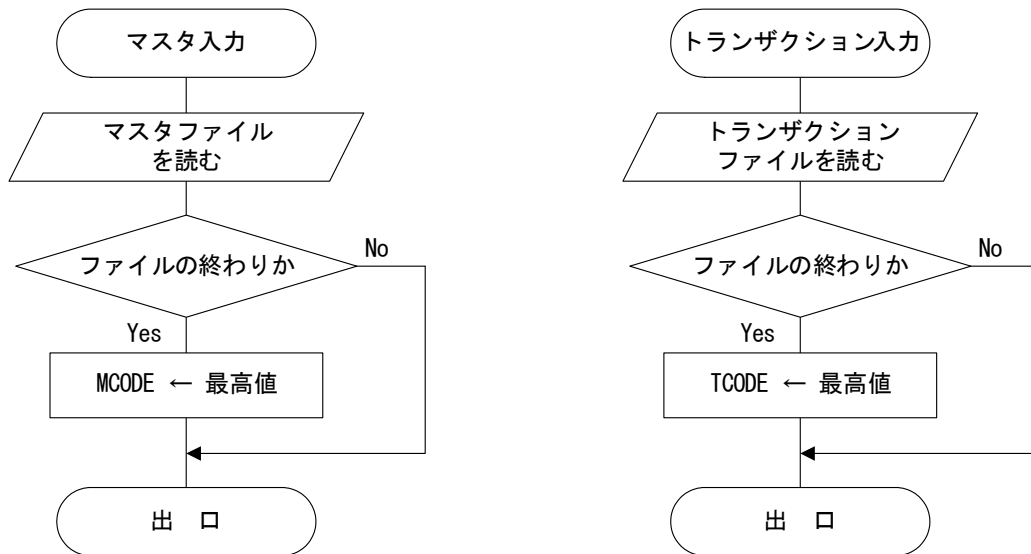 マスタ入力
マスタファイル
を読む
ファイルの終わりか
No
Yes
MCODE ← 最高値
出 口
トランザクション入力
トランザクション
ファイルを読む
ファイルの終わりか
No
Yes
TCODE ← 最高値
出 口